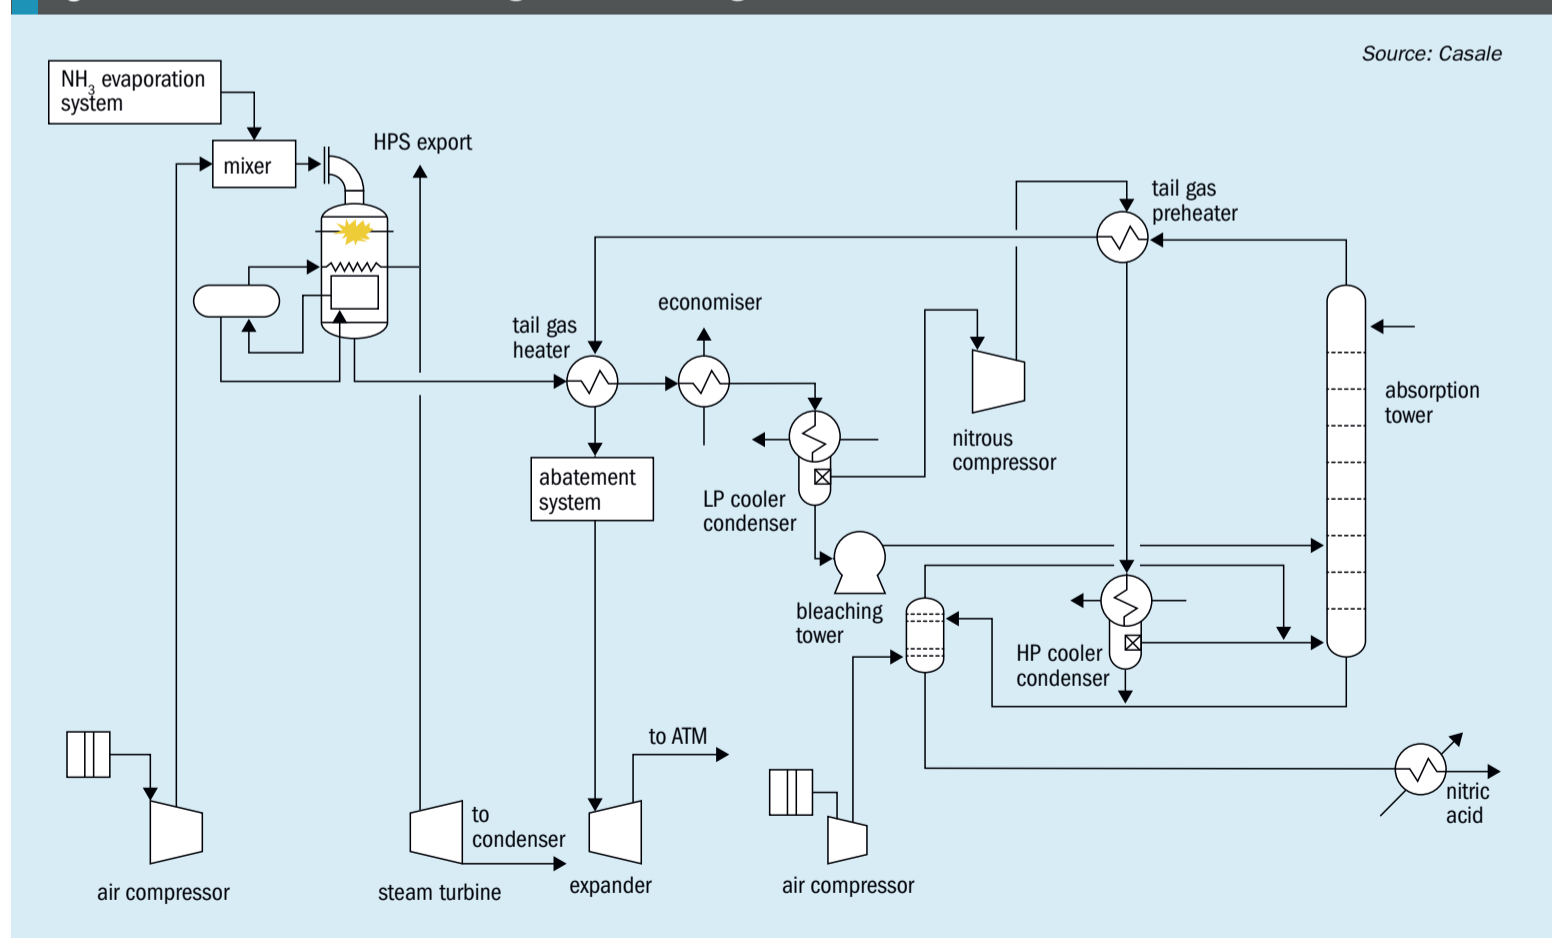 Source: Casale
NH₃ evaporation
system
mixer
HPS export
tail gas
preheater
economiser
tail gas
heater
absorption
tower
nitrous
compressor
abatement
system
LP cooler
condenser
bleaching
tower
HP cooler
condenser
to ATM
nitric
acid
to
condenser
air compressor
steam turbine
expander
air compressor